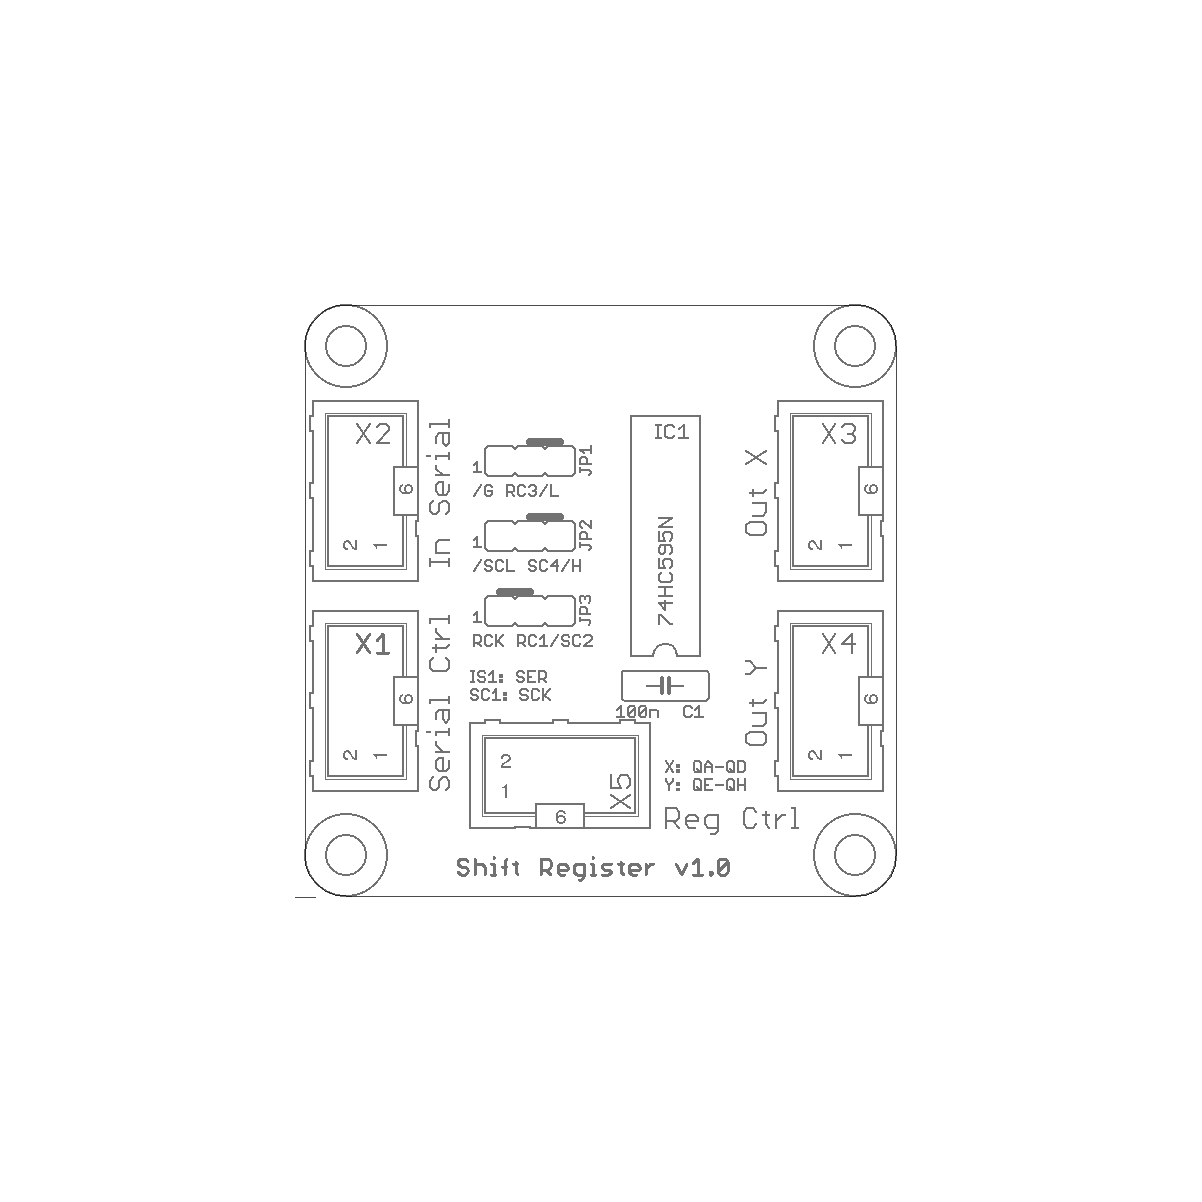 X2
6
2 1
In Serial
1
JP1
/G RC3/L
1
JP2
/SCL SC4/H
1
JP3
RCK RC1/SC2
IC1
74HC595N
X3
6
2 1
Out X
X1
6
2 1
Serial Ctrl
IS1: SER
SC1: SCK
100n C1
X4
6
2 1
Out Y
2
1
X5
6
X: QA-QD
Y: QE-QH
Reg Ctrl
Shift Register v1.0